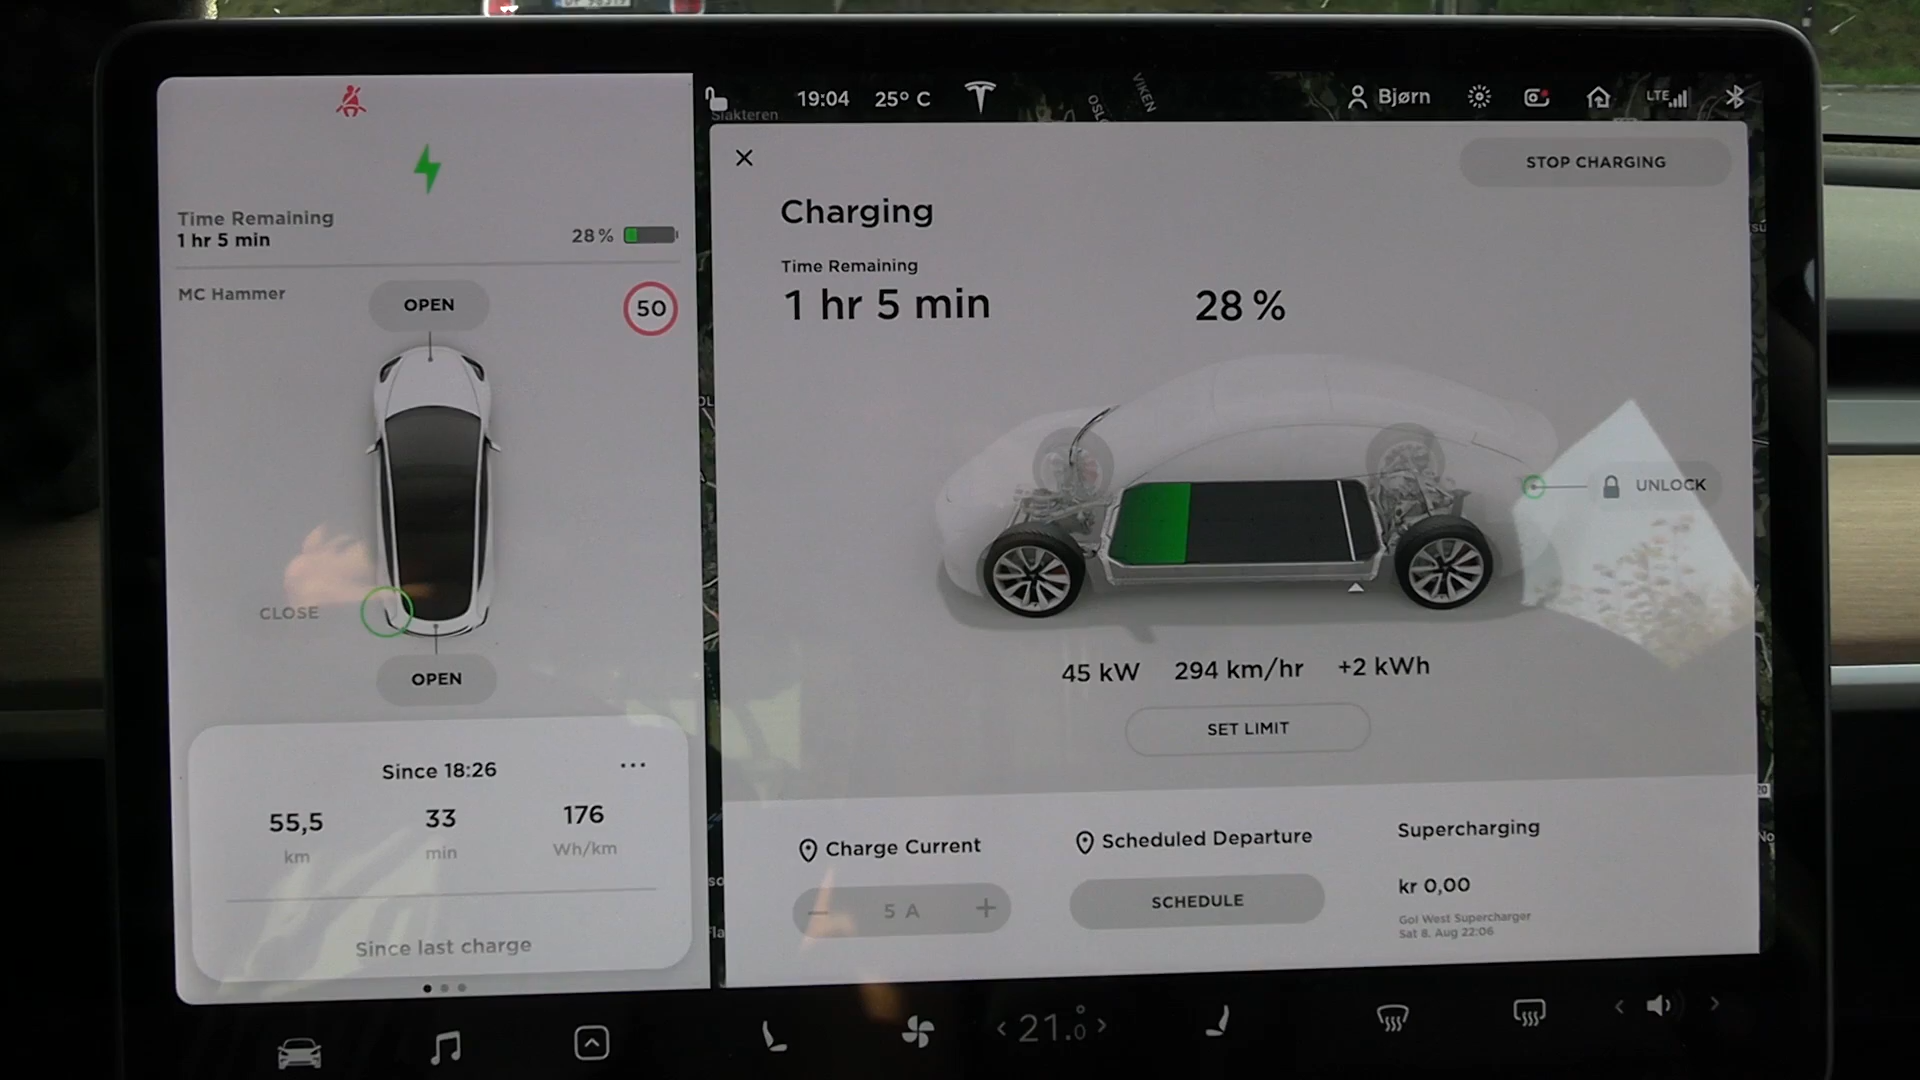 19:04 25° C Bjørn LTE
Slakteren
OSL
VIKEN
STOP CHARGING
Charging
Time Remaining
1 hr 5 min 28 %
Time Remaining
1 hr 5 min
28 %
MC Hammer
OPEN
50
CLOSE
OPEN
UNLOCK
45 kW 294 km/hr +2 kWh
SET LIMIT
Since 18:26 ...
55,5 33 176
km min Wh/km
Since last charge
Charge Current
− 5 A +
Scheduled Departure
SCHEDULE
Supercharging
kr 0,00
Gol West Supercharger
Sat 8. Aug 22:06
< 21.0° >
< >